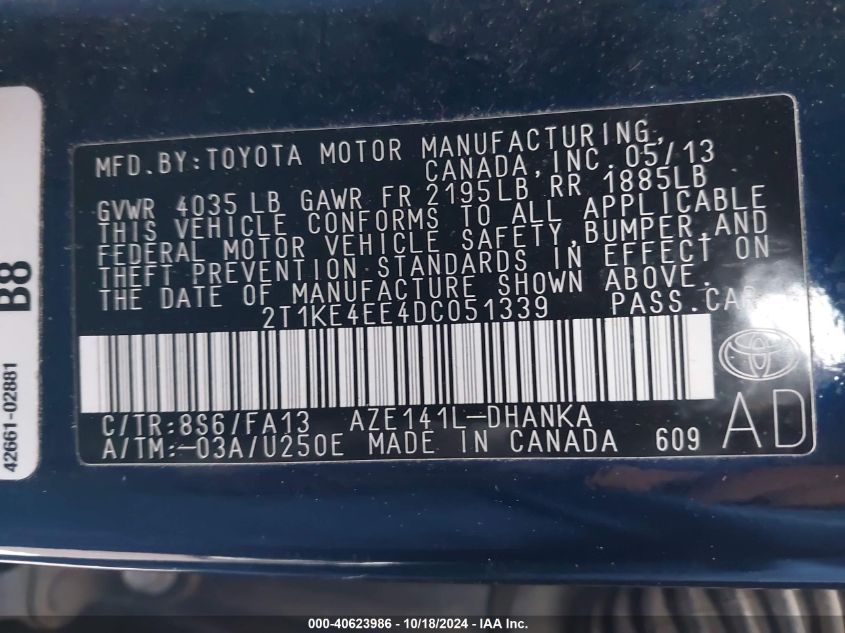 MFD.BY:TOYOTA MOTOR MANUFACTURING,
CANADA,INC.05/13
GVWR 4035 LB GAWR FR 2195LB RR 1885LB
THIS VEHICLE CONFORMS TO ALL APPLICABLE
FEDERAL MOTOR VEHICLE SAFETY,BUMPER,AND
THEFT PREVENTION STANDARDS IN EFFECT ON
THE DATE OF MANUFACTURE SHOWN ABOVE.
2T1KE4EE4DC051339 PASS.CAR
C/TR:8S6/FA13 AZE141L-DHANKA
A/TM:-03A/U250E MADE IN CANADA 609
AD
B8
42661-02881
000-40623986 - 10/18/2024 - IAA Inc.